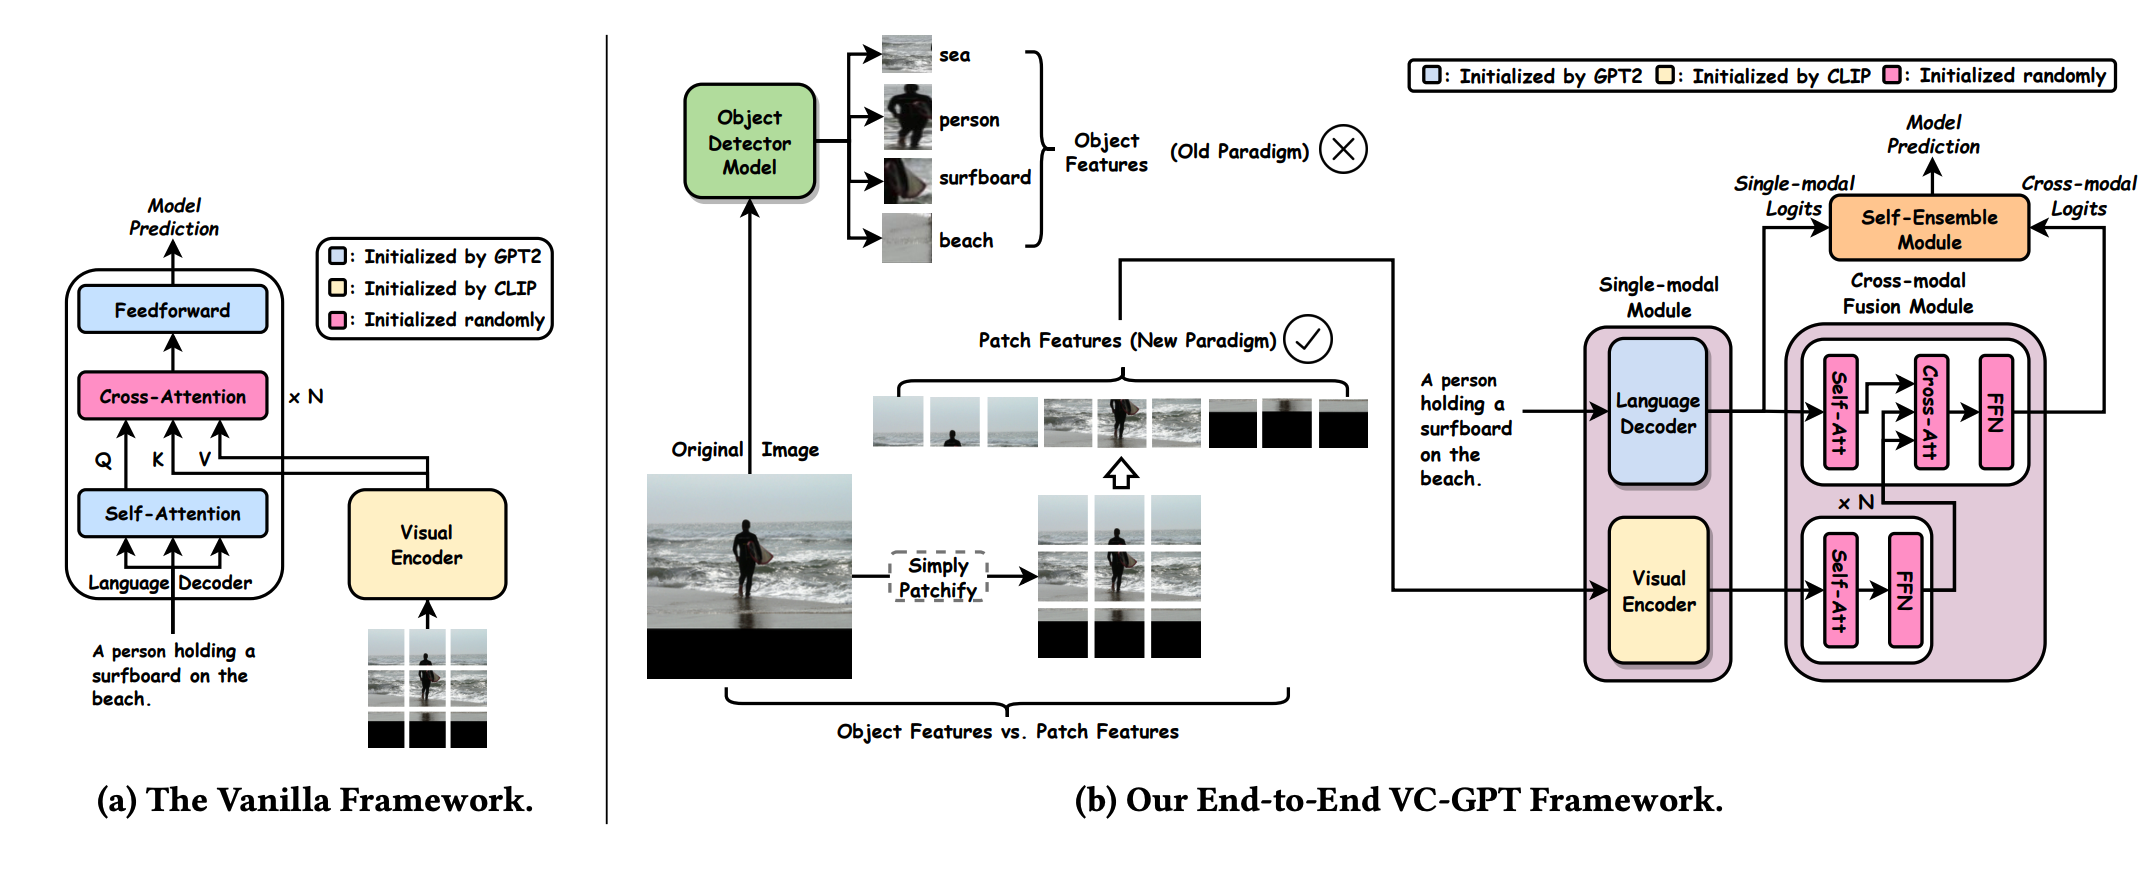 Model
Prediction
Feedforward
Cross-Attention
x N
Q
K
V
Self-Attention
Language Decoder
A person holding a
surfboard on the
beach.
: Initialized by GPT2
: Initialized by CLIP
: Initialized randomly
Visual
Encoder
(a) The Vanilla Framework.
Object
Detector
Model
sea
person
surfboard
beach
Object
Features
(Old Paradigm)
Patch Features (New Paradigm)
Original Image
Simply
Patchify
Object Features vs. Patch Features
: Initialized by GPT2 : Initialized by CLIP : Initialized randomly
Model
Prediction
Single-modal
Logits
Cross-modal
Logits
Self-Ensemble
Module
Single-modal
Module
Cross-modal
Fusion Module
A person
holding a
surfboard
on the
beach.
Language
Decoder
Self-Att
Cross-Att
FFN
x N
Visual
Encoder
Self-Att
FFN
(b) Our End-to-End VC-GPT Framework.